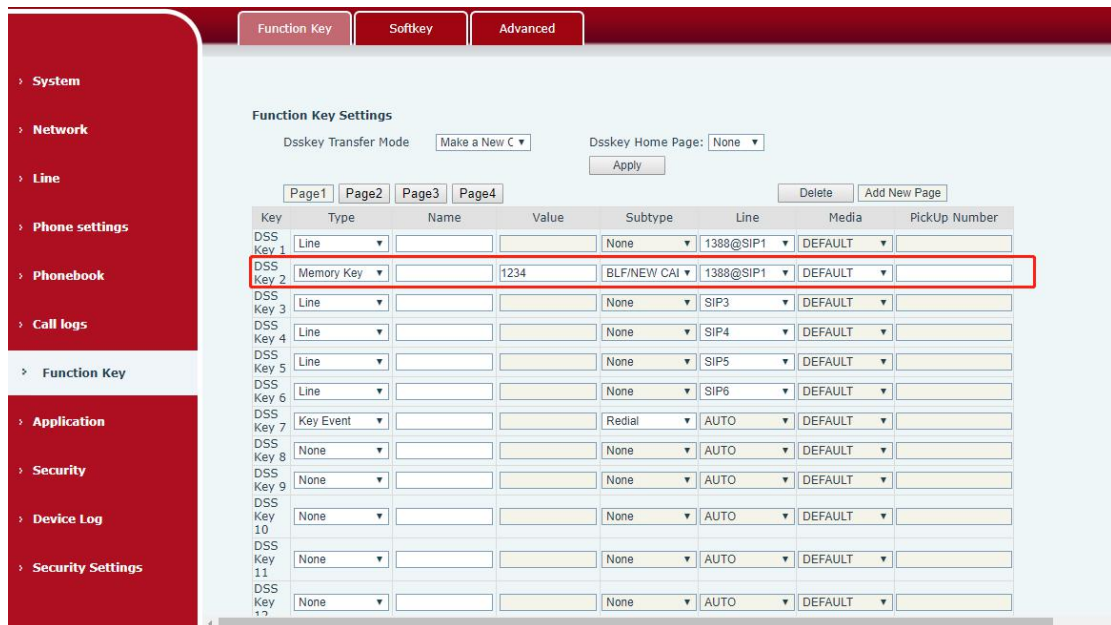 Function Key Softkey Advanced
System
Network
Line
Phone settings
Phonebook
Call logs
Function Key
Application
Security
Device Log
Security Settings
Function Key Settings
Dsskey Transfer Mode Make a New C Dsskey Home Page: None
Apply
Page1 Page2 Page3 Page4 Delete Add New Page
Key Type Name Value Subtype Line Media PickUp Number
DSS Key 1 Line None 1388@SIP1 DEFAULT
DSS Key 2 Memory Key 1234 BLF/NEW CAI 1388@SIP1 DEFAULT
DSS Key 3 Line None SIP3 DEFAULT
DSS Key 4 Line None SIP4 DEFAULT
DSS Key 5 Line None SIP5 DEFAULT
DSS Key 6 Line None SIP6 DEFAULT
DSS Key 7 Key Event Redial AUTO DEFAULT
DSS Key 8 None None AUTO DEFAULT
DSS Key 9 None None AUTO DEFAULT
DSS Key 10 None None AUTO DEFAULT
DSS Key 11 None None AUTO DEFAULT
DSS Key 12 None None AUTO DEFAULT